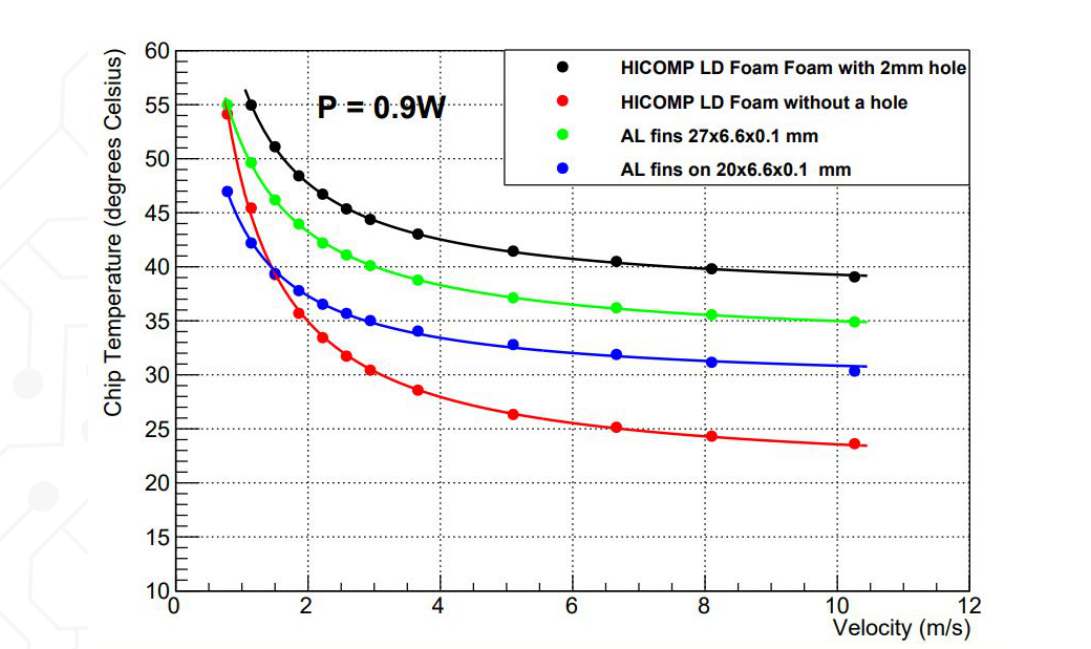 60
55
50
45
40
35
30
25
20
15
10
Chip Temperature (degrees Celsius)
P = 0.9W
HICOMP LD Foam Foam with 2mm hole
HICOMP LD Foam without a hole
AL fins 27x6.6x0.1 mm
AL fins on 20x6.6x0.1 mm
0 2 4 6 8 10 12
Velocity (m/s)